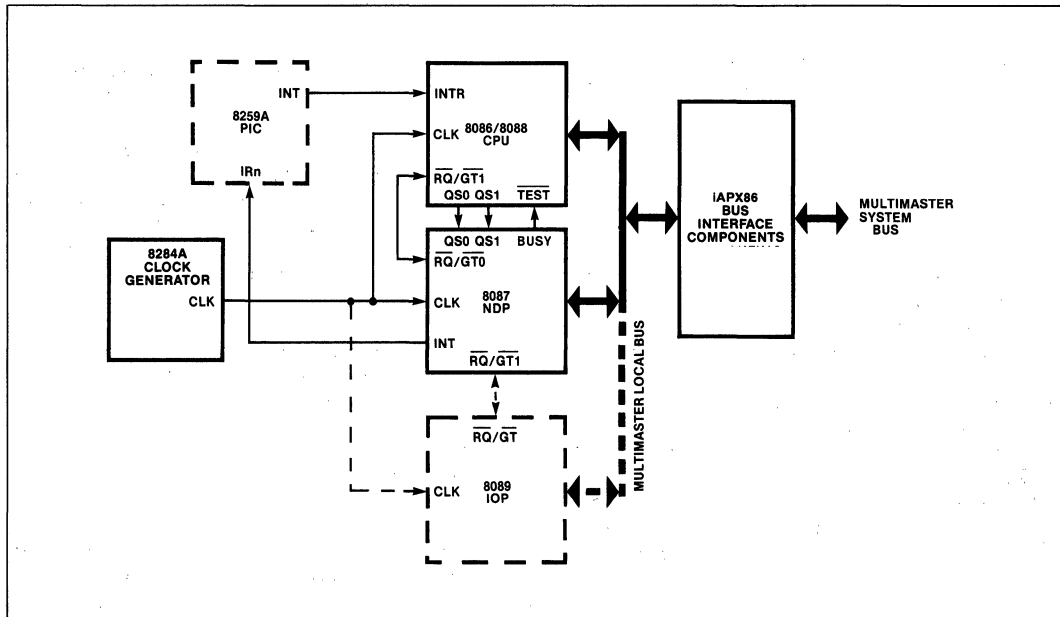 INT
8259A
PIC
IRn
INTR
CLK
8086/8088
CPU
RQ/GT1
QS0 QS1 TEST
QS0 QS1 BUSY
RQ/GT0
CLK
8087
NDP
INT
RQ/GT1
8284A
CLOCK
GENERATOR
CLK
RQ/GT
CLK
8089
IOP
MULTIMASTER LOCAL BUS
iAPX86
BUS
INTERFACE
COMPONENTS
MULTIMASTER
SYSTEM
BUS